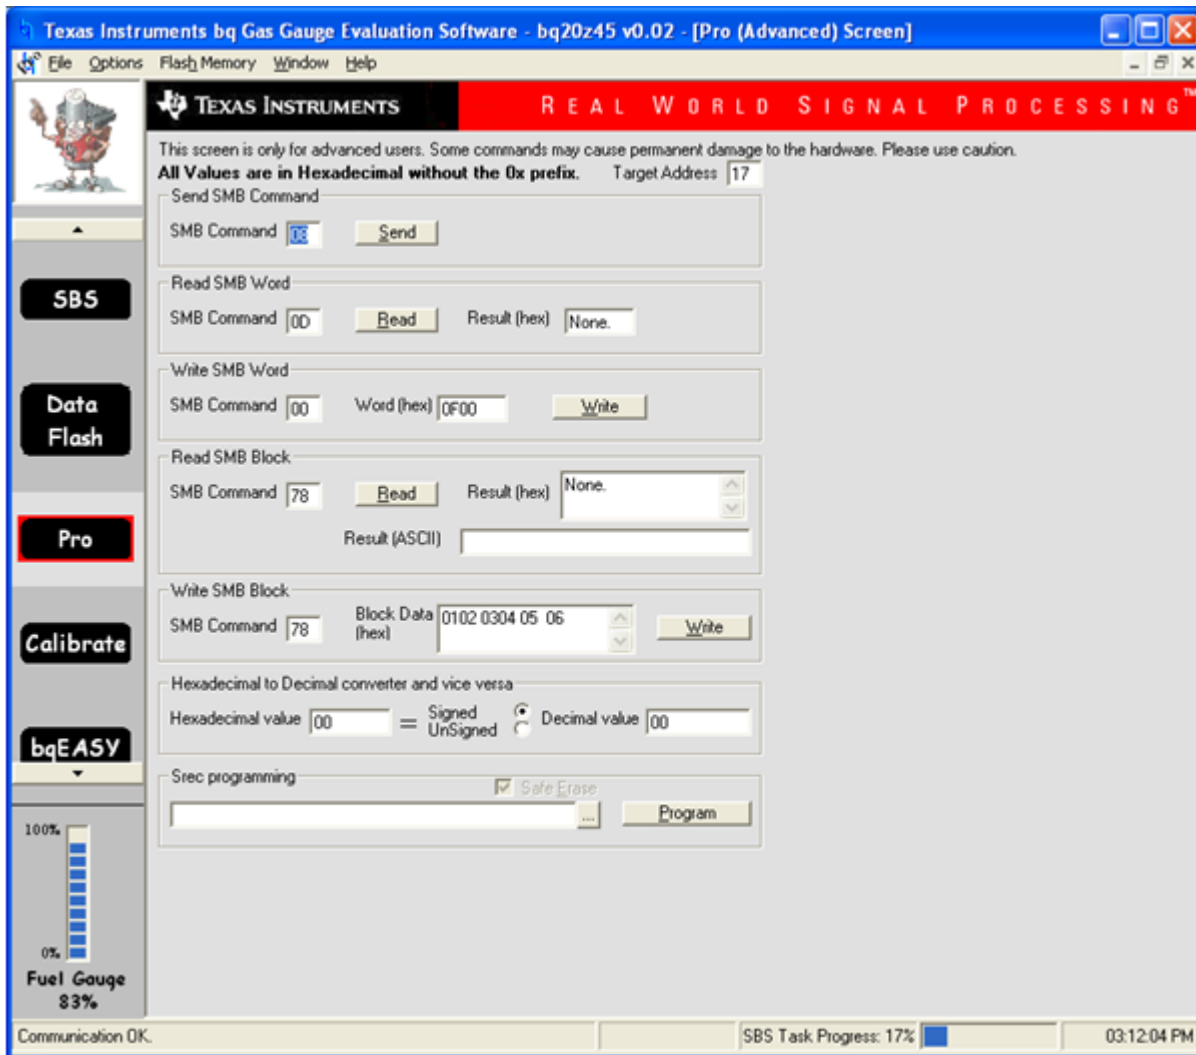 Texas Instruments bq Gas Gauge Evaluation Software - bq20z45 v0.02 - [Pro (Advanced) Screen]
File Options Flash Memory Window Help
TEXAS INSTRUMENTS REAL WORLD SIGNAL PROCESSING™
This screen is only for advanced users. Some commands may cause permanent damage to the hardware. Please use caution.
All Values are in Hexadecimal without the 0x prefix. Target Address 17
Send SMB Command
SMB Command 08 Send
Read SMB Word
SMB Command 0D Read Result (hex) None.
Write SMB Word
SMB Command 00 Word (hex) 0F00 Write
Read SMB Block
SMB Command 78 Read Result (hex) None.
Result (ASCII)
Write SMB Block
SMB Command 78 Block Data (hex) 0102 0304 05 06 Write
Hexadecimal to Decimal converter and vice versa
Hexadecimal value 00 = Signed UnSigned Decimal value 00
Srec programming
Safe Erase
... Program
SBS
Data
Flash
Pro
Calibrate
bqEASY
100%
0%
Fuel Gauge
83%
Communication OK. SBS Task Progress: 17% 03:12:04 PM